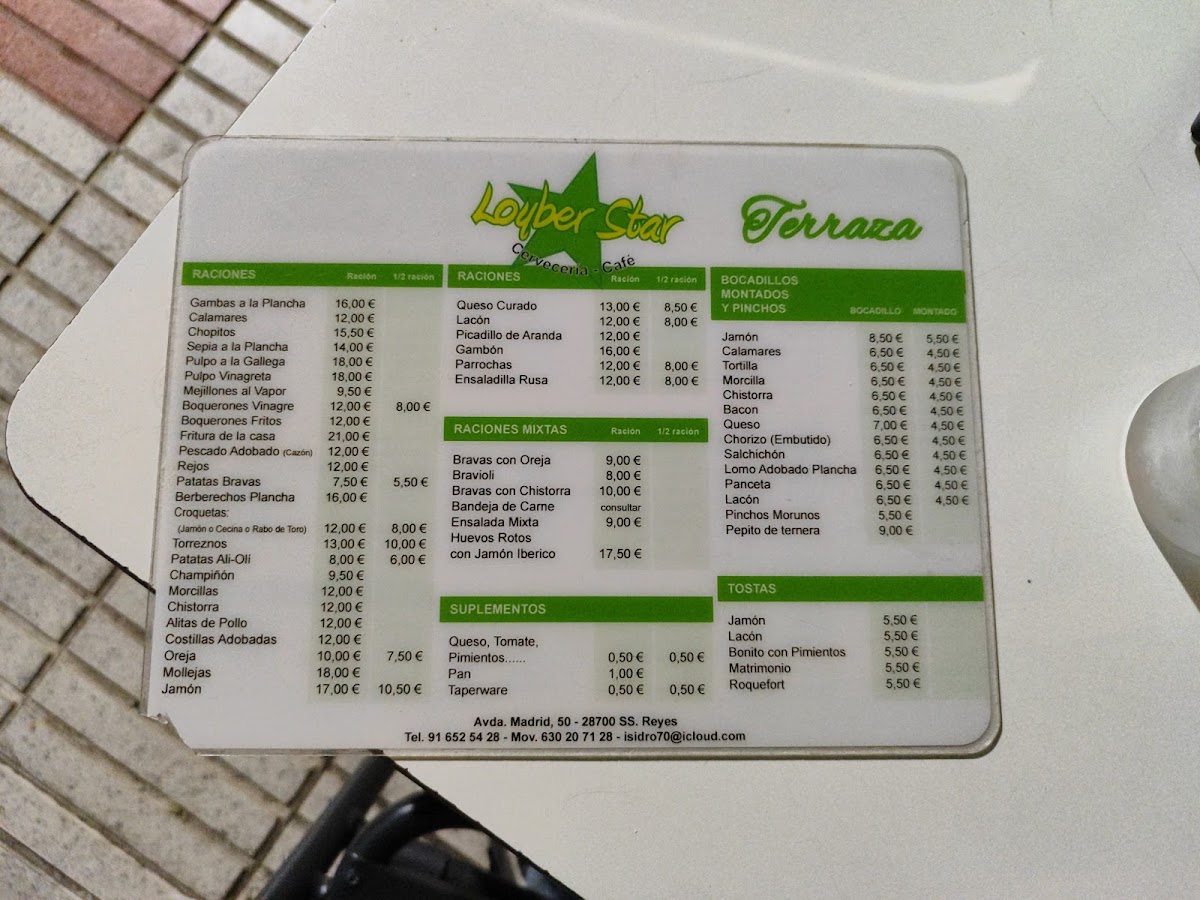 Loyber Star
Cervecería - Café
Terraza
RACIONES Ración 1/2 ración
Gambas a la Plancha 16,00 €
Calamares 12,00 €
Chopitos 15,50 €
Sepia a la Plancha 14,00 €
Pulpo a la Gallega 18,00 €
Pulpo Vinagreta 18,00 €
Mejillones al Vapor 9,50 €
Boquerones Vinagre 12,00 € 8,00 €
Boquerones Fritos 12,00 €
Fritura de la casa 21,00 €
Pescado Adobado (Cazón) 12,00 €
Rejos 12,00 €
Patatas Bravas 7,50 € 5,50 €
Berberechos Plancha 16,00 €
Croquetas:
(Jamón o Cecina o Rabo de Toro) 12,00 € 8,00 €
Torreznos 13,00 € 10,00 €
Patatas Ali-Oli 8,00 € 6,00 €
Champiñón 9,50 €
Morcillas 12,00 €
Chistorra 12,00 €
Alitas de Pollo 12,00 €
Costillas Adobadas 12,00 €
Oreja 10,00 € 7,50 €
Mollejas 18,00 €
Jamón 17,00 € 10,50 €
RACIONES Ración 1/2 ración
Queso Curado 13,00 € 8,50 €
Lacón 12,00 € 8,00 €
Picadillo de Aranda 12,00 €
Gambón 16,00 €
Parrochas 12,00 € 8,00 €
Ensaladilla Rusa 12,00 € 8,00 €
RACIONES MIXTAS Ración 1/2 ración
Bravas con Oreja 9,00 €
Bravioli 8,00 €
Bravas con Chistorra 10,00 €
Bandeja de Carne consultar
Ensalada Mixta 9,00 €
Huevos Rotos
con Jamón Iberico 17,50 €
SUPLEMENTOS
Queso, Tomate,
Pimientos...... 0,50 € 0,50 €
Pan 1,00 €
Taperware 0,50 € 0,50 €
BOCADILLOS
MONTADOS
Y PINCHOS BOCADILLO MONTADO
Jamón 8,50 € 5,50 €
Calamares 6,50 € 4,50 €
Tortilla 6,50 € 4,50 €
Morcilla 6,50 € 4,50 €
Chistorra 6,50 € 4,50 €
Bacon 6,50 € 4,50 €
Queso 7,00 € 4,50 €
Chorizo (Embutido) 6,50 € 4,50 €
Salchichón 6,50 € 4,50 €
Lomo Adobado Plancha 6,50 € 4,50 €
Panceta 6,50 € 4,50 €
Lacón 6,50 € 4,50 €
Pinchos Morunos 5,50 €
Pepito de ternera 9,00 €
TOSTAS
Jamón 5,50 €
Lacón 5,50 €
Bonito con Pimientos 5,50 €
Matrimonio 5,50 €
Roquefort 5,50 €
Avda. Madrid, 50 - 28700 SS. Reyes
Tel. 91 652 54 28 - Mov. 630 20 71 28 - isidro70@icloud.com